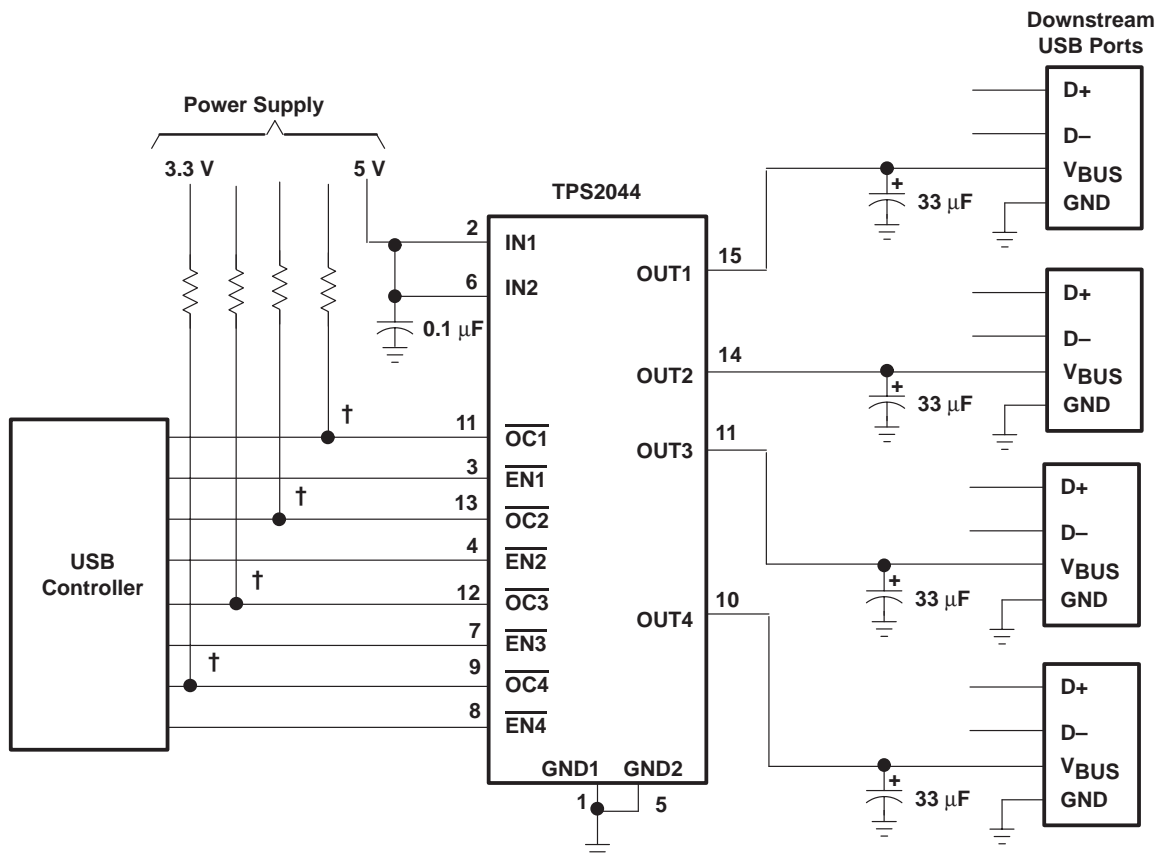 Downstream
USB Ports
Power Supply
3.3 V
5 V
TPS2044
D+
D–
VBUS
GND
+
33 μF
2
IN1
6
IN2
0.1 μF
15
OUT1
D+
D–
VBUS
GND
+
33 μF
14
OUT2
USB
Controller
†
11
OC1
3
EN1
†
13
OC2
4
EN2
†
12
OC3
7
EN3
†
9
OC4
8
EN4
11
OUT3
D+
D–
VBUS
GND
+
33 μF
10
OUT4
D+
D–
VBUS
GND
+
33 μF
GND1
GND2
1
5